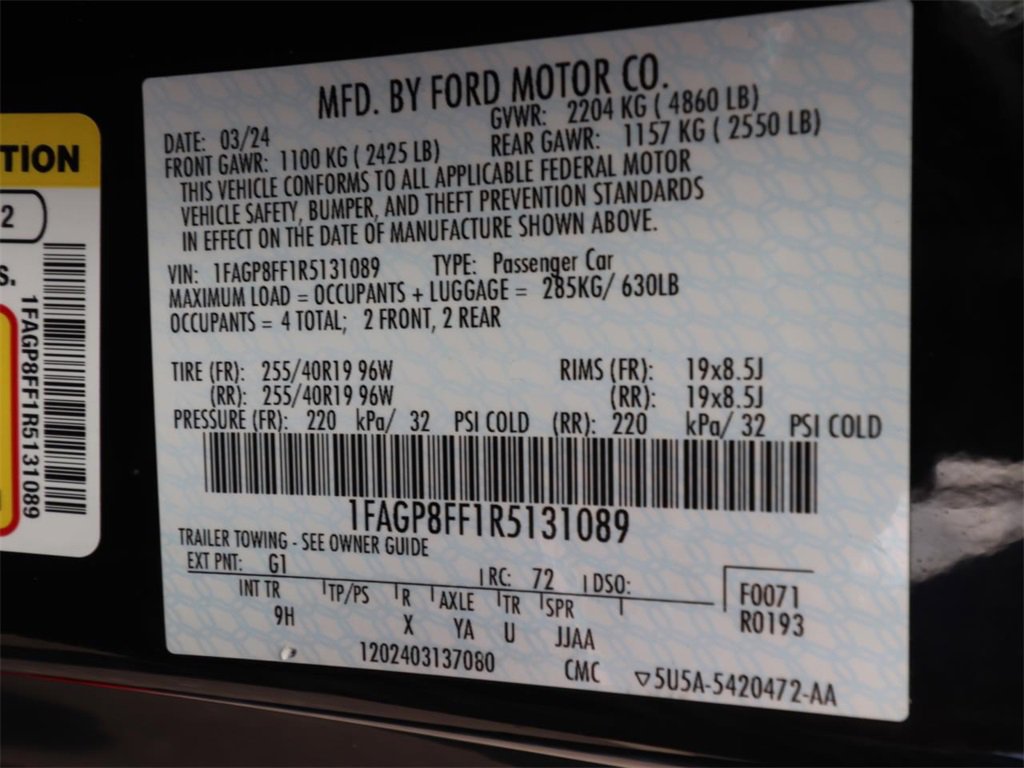 TION
2
S.
1FAGP8FF1R5131089
MFD. BY FORD MOTOR CO.
DATE: 03/24 GVWR: 2204 KG ( 4860 LB)
FRONT GAWR: 1100 KG ( 2425 LB) REAR GAWR: 1157 KG ( 2550 LB)
THIS VEHICLE CONFORMS TO ALL APPLICABLE FEDERAL MOTOR
VEHICLE SAFETY, BUMPER, AND THEFT PREVENTION STANDARDS
IN EFFECT ON THE DATE OF MANUFACTURE SHOWN ABOVE.
VIN: 1FAGP8FF1R5131089 TYPE: Passenger Car
MAXIMUM LOAD = OCCUPANTS + LUGGAGE = 285KG/ 630LB
OCCUPANTS = 4 TOTAL; 2 FRONT, 2 REAR
TIRE (FR): 255/40R19 96W RIMS (FR): 19x8.5J
(RR): 255/40R19 96W (RR): 19x8.5J
PRESSURE (FR): 220 kPa/ 32 PSI COLD (RR): 220 kPa/ 32 PSI COLD
1FAGP8FF1R5131089
TRAILER TOWING - SEE OWNER GUIDE
EXT PNT: G1 RC: 72 DSO: F0071
INT TR TP/PS R AXLE TR SPR R0193
9H X YA U JJAA
1202403137080 CMC ▽5U5A-5420472-AA